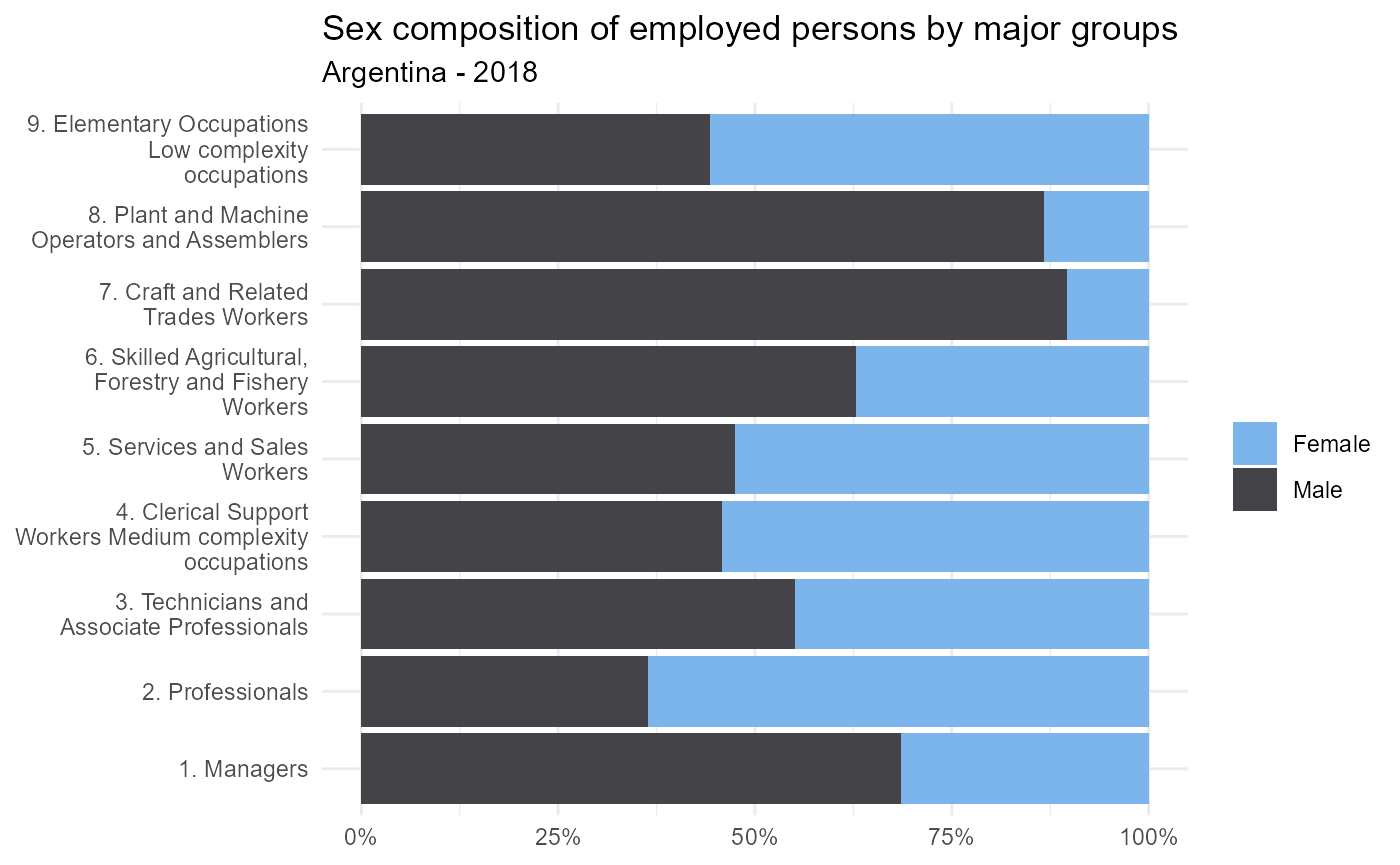 Sex composition of employed persons by major groups
Argentina - 2018
9. Elementary Occupations
Low complexity
occupations
8. Plant and Machine
Operators and Assemblers
7. Craft and Related
Trades Workers
6. Skilled Agricultural,
Forestry and Fishery
Workers
5. Services and Sales
Workers
4. Clerical Support
Workers Medium complexity
occupations
3. Technicians and
Associate Professionals
2. Professionals
1. Managers
0% 25% 50% 75% 100%
Female
Male